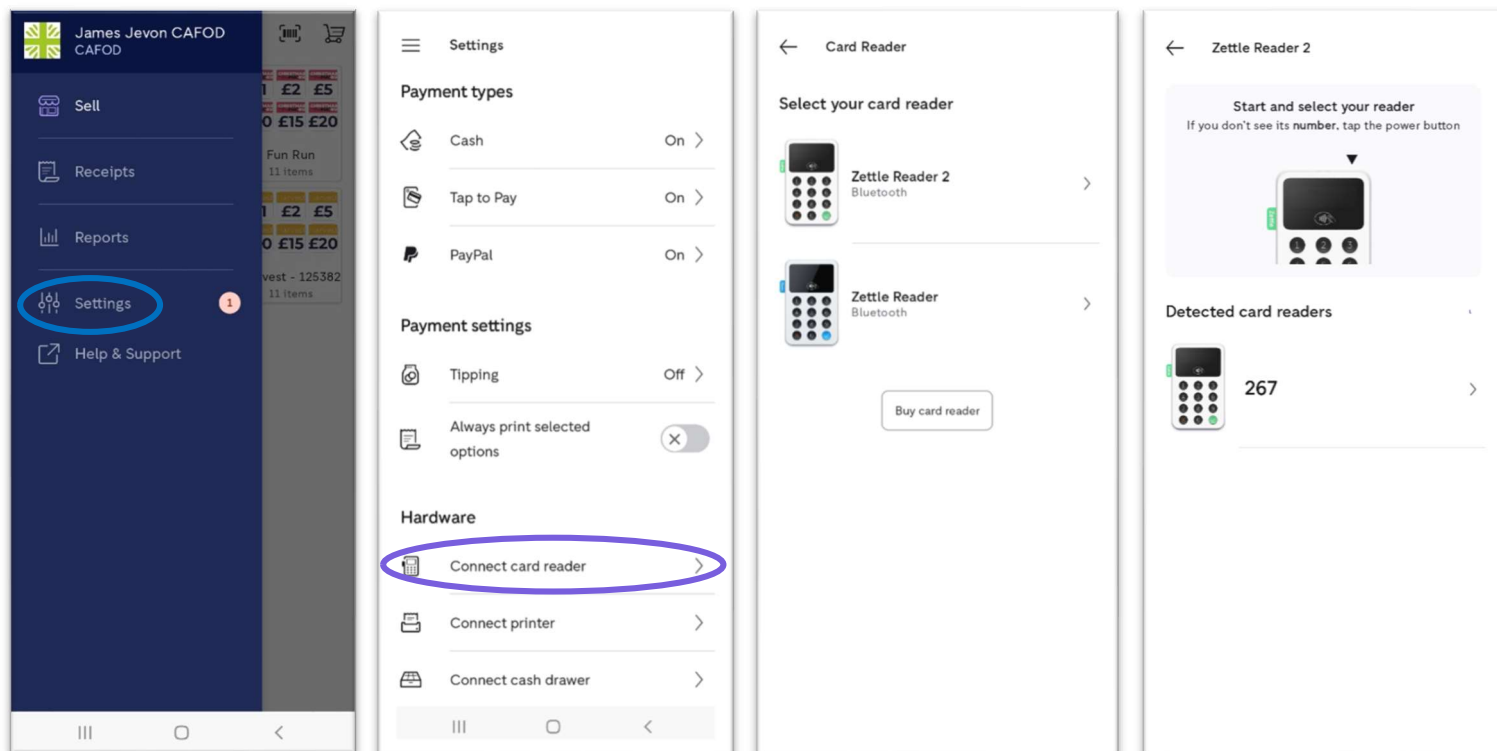 James Jevon CAFOD
CAFOD
Sell
Receipts
Reports
Settings
1
Help & Support
£2 £5
£15 £20
Fun Run
11 items
£2 £5
£15 £20
vest - 125382
11 items
Settings
Payment types
Cash On
Tap to Pay On
PayPal On
Payment settings
Tipping Off
Always print selected
options
Hardware
Connect card reader
Connect printer
Connect cash drawer
Card Reader
Select your card reader
Zettle Reader 2
Bluetooth
Zettle Reader
Bluetooth
Buy card reader
Zettle Reader 2
Start and select your reader
If you don't see its number, tap the power button
1 2 3
Detected card readers
267